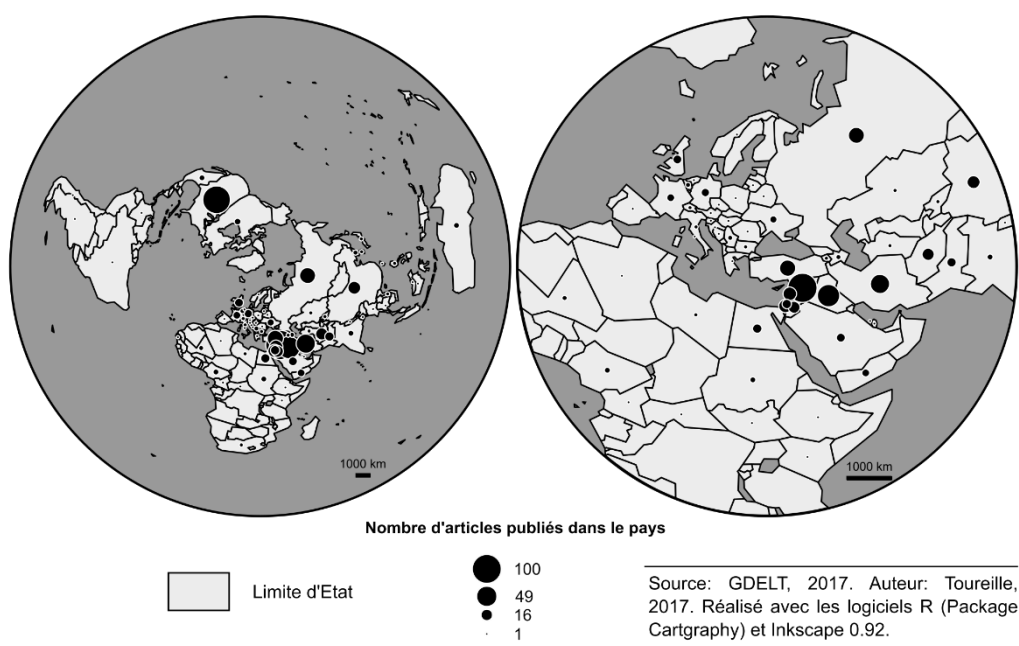 1000 km
1000 km
Nombre d'articles publiés dans le pays
Limite d'Etat
100
49
16
1
Source: GDELT, 2017. Auteur: Toureille,
2017. Réalisé avec les logiciels R (Package
Cartgraphy) et Inkscape 0.92.